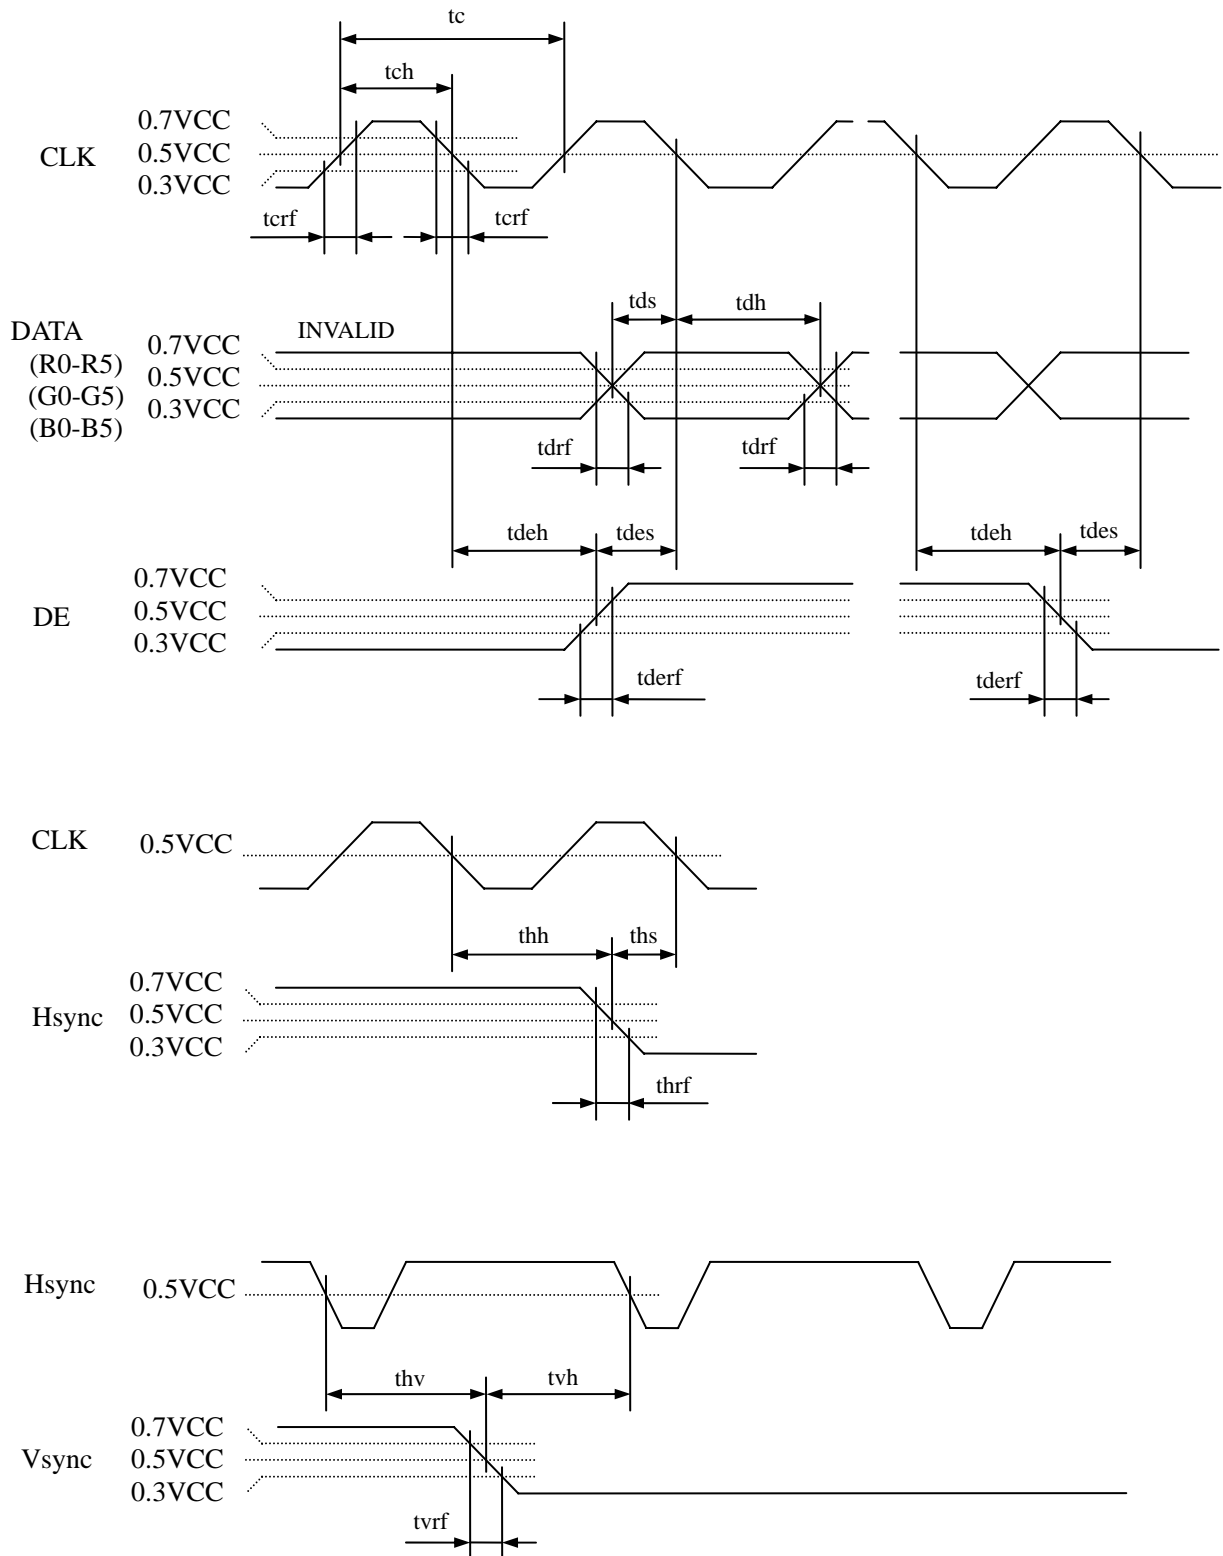 tc
tch
0.7VCC
CLK
0.5VCC
0.3VCC
tcrf
tcrf
tds
tdh
DATA
INVALID
0.7VCC
(R0-R5)
0.5VCC
(G0-G5)
0.3VCC
(B0-B5)
tdrf
tdrf
tdeh
tdes
tdeh
tdes
0.7VCC
DE
0.5VCC
0.3VCC
tderf
tderf
CLK
0.5VCC
thh
ths
0.7VCC
Hsync
0.5VCC
0.3VCC
thrf
Hsync
0.5VCC
thv
tvh
0.7VCC
Vsync
0.5VCC
0.3VCC
tvrf